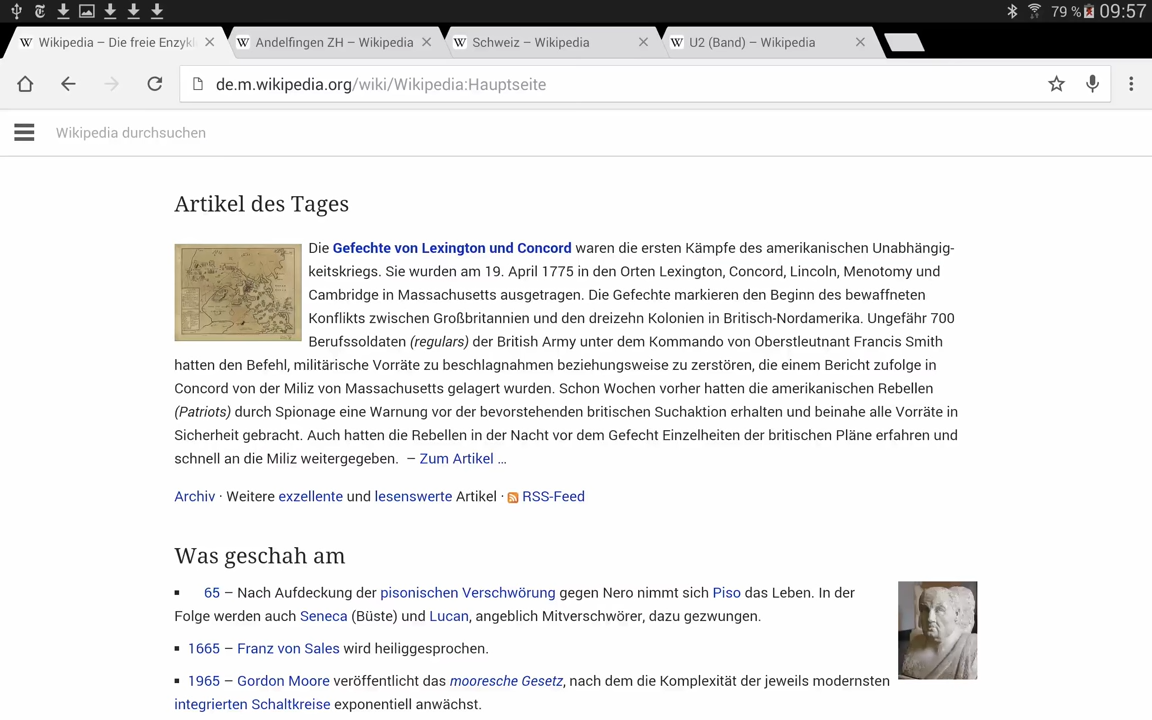 79 % 09:57
Wikipedia – Die freie Enzykl
Andelfingen ZH – Wikipedia
Schweiz – Wikipedia
U2 (Band) – Wikipedia
de.m.wikipedia.org/wiki/Wikipedia:Hauptseite
Wikipedia durchsuchen
Artikel des Tages
Die Gefechte von Lexington und Concord waren die ersten Kämpfe des amerikanischen Unabhängig-
keitskriegs. Sie wurden am 19. April 1775 in den Orten Lexington, Concord, Lincoln, Menotomy und
Cambridge in Massachusetts ausgetragen. Die Gefechte markieren den Beginn des bewaffneten
Konflikts zwischen Großbritannien und den dreizehn Kolonien in Britisch-Nordamerika. Ungefähr 700
Berufssoldaten (regulars) der British Army unter dem Kommando von Oberstleutnant Francis Smith
hatten den Befehl, militärische Vorräte zu beschlagnahmen beziehungsweise zu zerstören, die einem Bericht zufolge in
Concord von der Miliz von Massachusetts gelagert wurden. Schon Wochen vorher hatten die amerikanischen Rebellen
(Patriots) durch Spionage eine Warnung vor der bevorstehenden britischen Suchaktion erhalten und beinahe alle Vorräte in
Sicherheit gebracht. Auch hatten die Rebellen in der Nacht vor dem Gefecht Einzelheiten der britischen Pläne erfahren und
schnell an die Miliz weitergegeben. – Zum Artikel …
Archiv · Weitere exzellente und lesenswerte Artikel · RSS-Feed
Was geschah am
▪ 65 – Nach Aufdeckung der pisonischen Verschwörung gegen Nero nimmt sich Piso das Leben. In der
Folge werden auch Seneca (Büste) und Lucan, angeblich Mitverschwörer, dazu gezwungen.
▪ 1665 – Franz von Sales wird heiliggesprochen.
▪ 1965 – Gordon Moore veröffentlicht das mooresche Gesetz, nach dem die Komplexität der jeweils modernsten
integrierten Schaltkreise exponentiell anwächst.